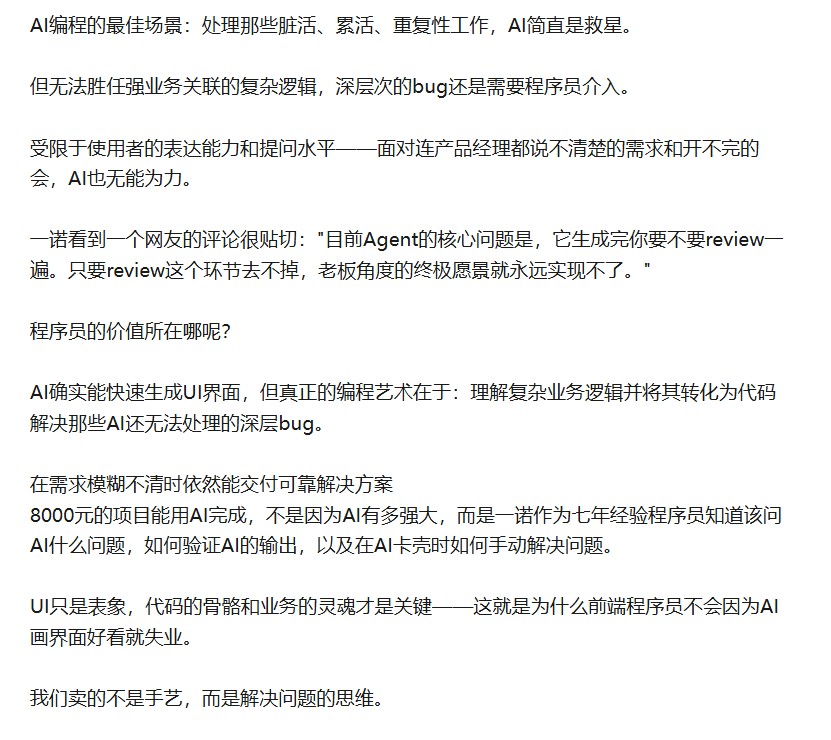 AI编程的最佳场景：处理那些脏活、累活、重复性工作，AI简直是救星。
但无法胜任强业务关联的复杂逻辑，深层次的bug还是需要程序员介入。
受限于使用者的表达能力和提问水平——面对连产品经理都说不清楚的需求和开不完的
会，AI也无能为力。
一诺看到一个网友的评论很贴切："目前Agent的核心问题是，它生成完你要不要review一
遍。只要review这个环节去不掉，老板角度的终极愿景就永远实现不了。"
程序员的价值所在哪呢？
AI确实能快速生成UI界面，但真正的编程艺术在于：理解复杂业务逻辑并将其转化为代码
解决那些AI还无法处理的深层bug。
在需求模糊不清时依然能交付可靠解决方案
8000元的项目能用AI完成，不是因为AI有多强大，而是一诺作为七年经验程序员知道该问
AI什么问题，如何验证AI的输出，以及在AI卡壳时如何手动解决问题。
UI只是表象，代码的骨骼和业务的灵魂才是关键——这就是为什么前端程序员不会因为AI
画界面好看就失业。
我们卖的不是手艺，而是解决问题的思维。